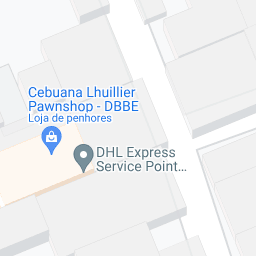 Cebuana Lhuillier
Pawnshop - DBBE
Loja de penhores
DHL Express
Service Point...